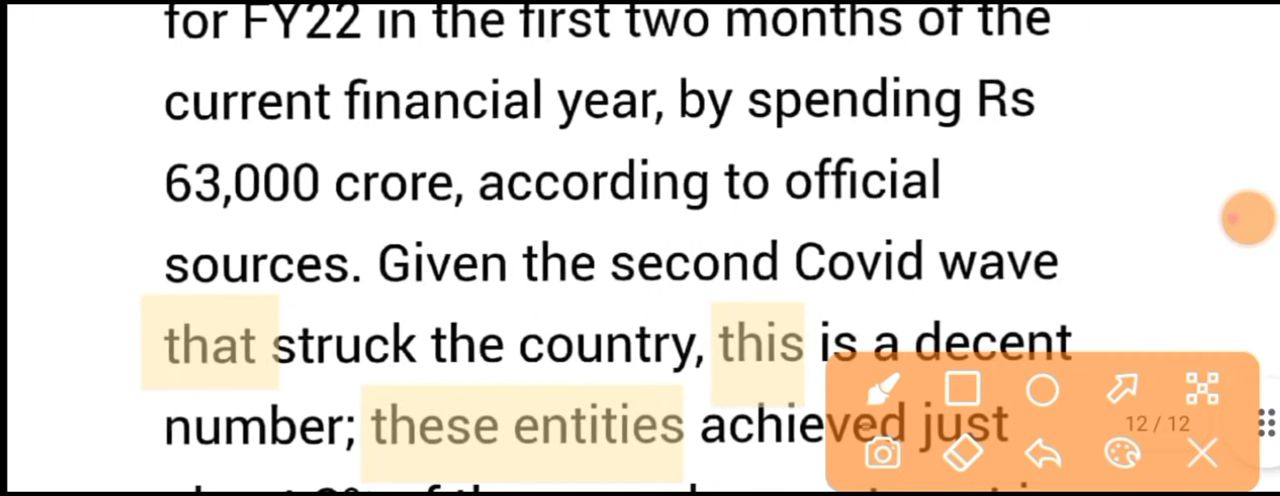 for FY22 in the first two months of the
current financial year, by spending Rs
63,000 crore, according to official
sources. Given the second Covid wave
that struck the country, this is a decent
number; these entities achieved just
12 / 12